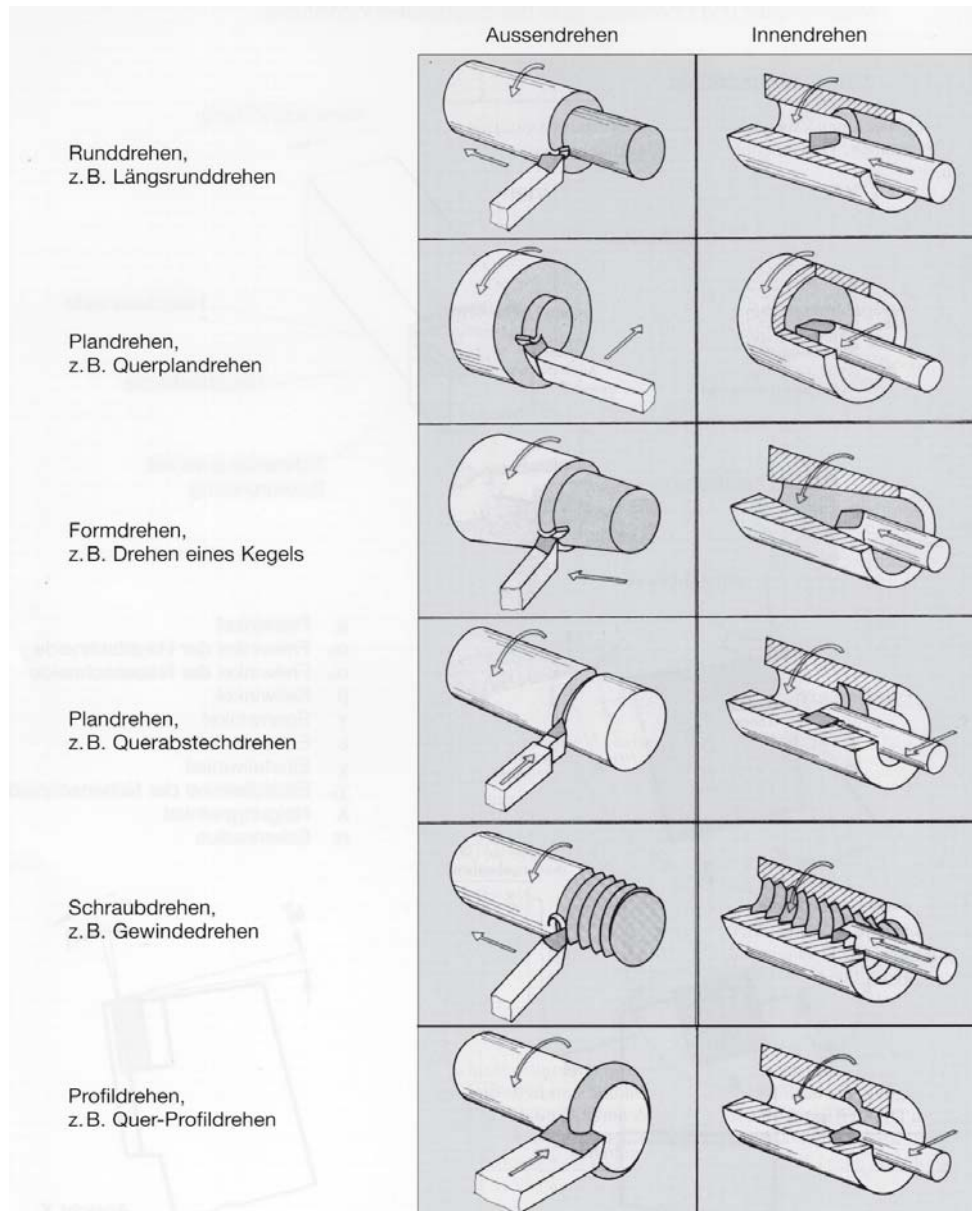 Aussendrehen
Innendrehen
Runddrehen,
z.B. Längsrunddrehen
Plandrehen,
z.B. Querplandrehen
Formdrehen,
z.B. Drehen eines Kegels
Plandrehen,
z.B. Querabstechdrehen
Schraubdrehen,
z.B. Gewindedrehen
Profildrehen,
z.B. Quer-Profildrehen